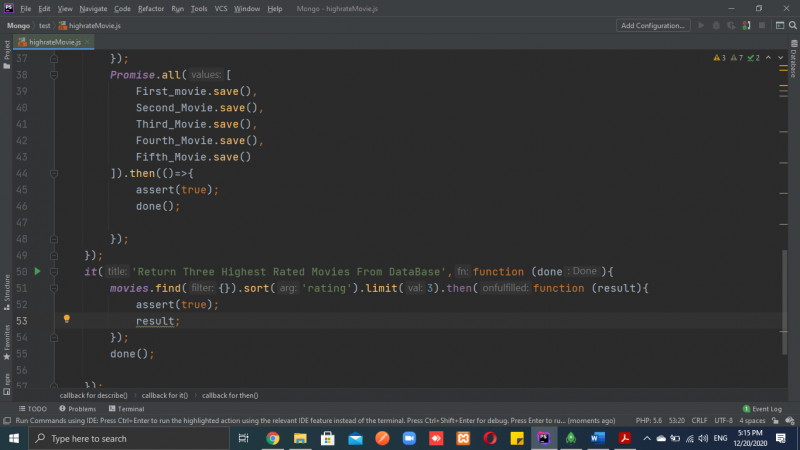 PS File Edit View Navigate Code Refactor Run Tools VCS Window Help Mongo - highrateMovie.js
Mongo test highrateMovie.js Add Configuration...
highrateMovie.js
Project
Database
3 7 2
37 });
38 Promise.all( values: [
39 First_movie.save(),
40 Second_Movie.save(),
41 Third_Movie.save(),
42 Fourth_Movie.save(),
43 Fifth_Movie.save()
44 ]).then(()=>{
45 assert(true);
46 done();
47
48 });
49 });
50 it( title: 'Return Three Highest Rated Movies From DataBase', fn: function (done : Done ){
51 movies.find( filter: {}).sort( arg: 'rating').limit( val: 3).then( onfulfilled: function (result){
52 assert(true);
53 result;
54 });
55 done();
56
57 });
Structure
Favorites
npm
callback for describe() callback for it() callback for then()
TODO Problems Terminal 1 Event Log
Run Commands using IDE: Press Ctrl+Enter to run the highlighted action using the relevant IDE feature instead of the terminal. Press Ctrl+Shift+Enter for debug. Press Enter to ru... (moments ago) PHP: 5.6 53:20 CRLF UTF-8 4 spaces
Type here to search
5:15 PM
12/20/2020